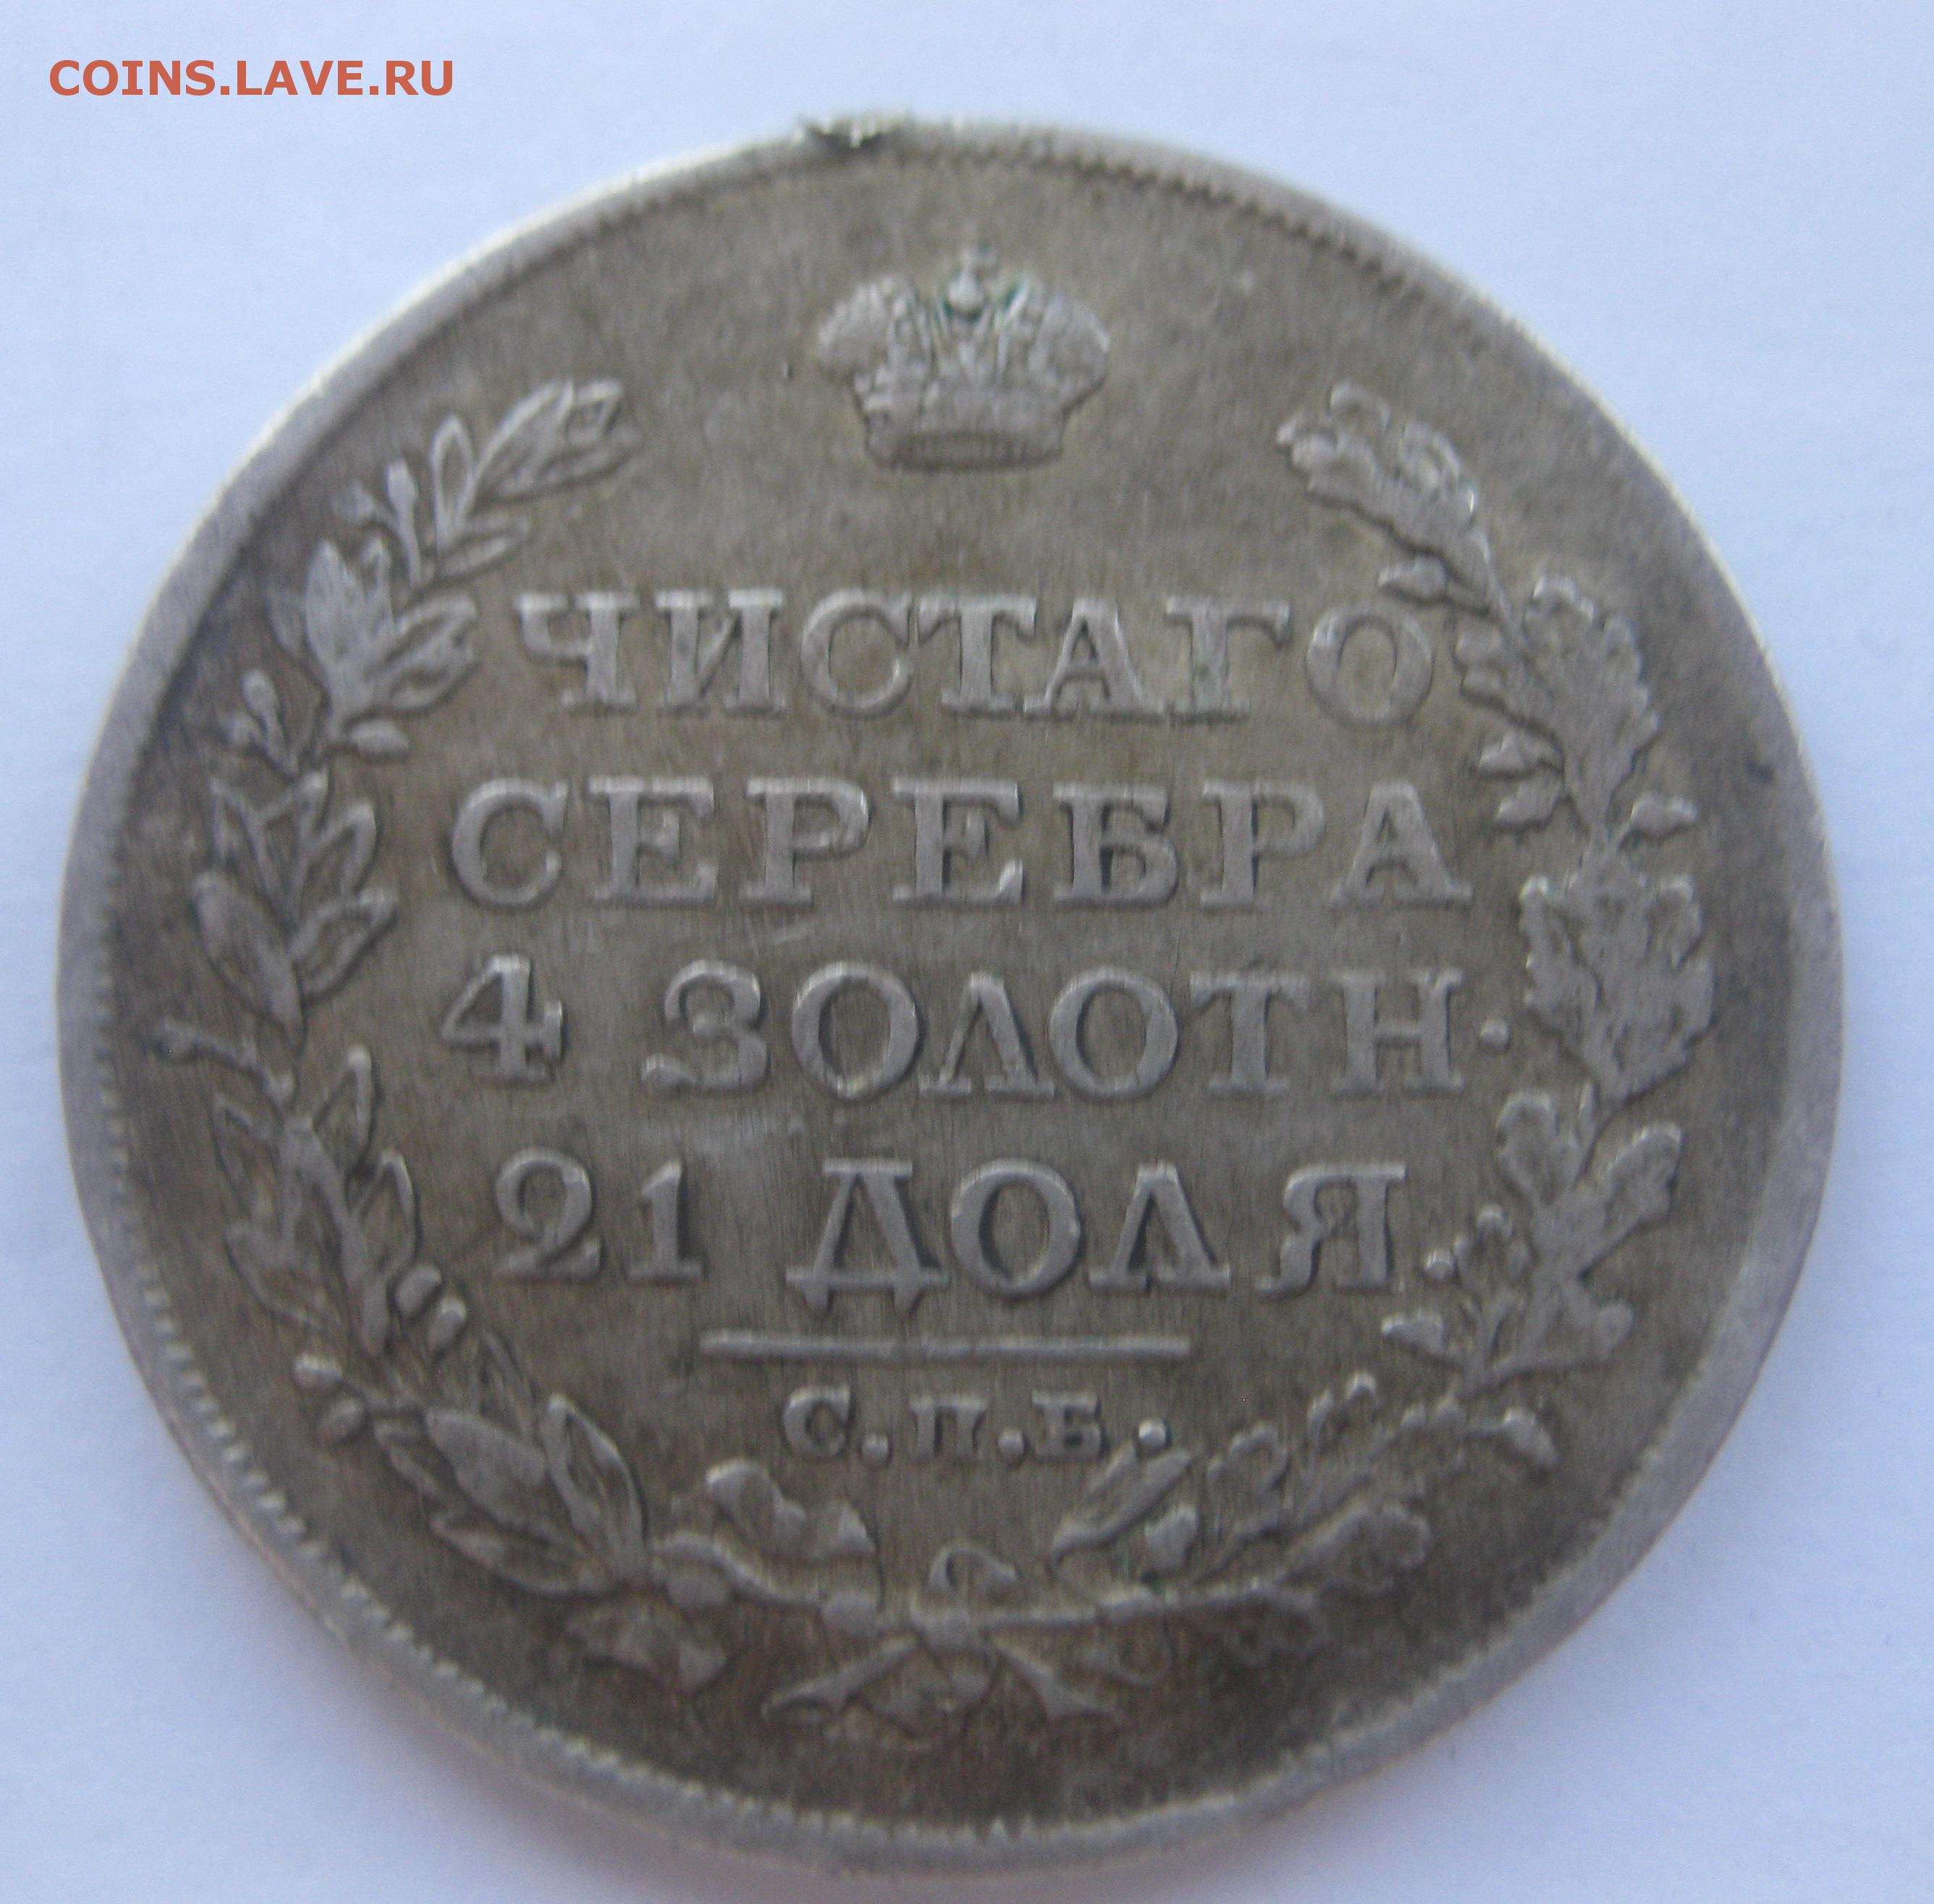 COINS.LAVE.RU
ЧИСТАГО
СЕРЕБРА
4 ЗОЛОТН.
21 ДОЛЯ.
С.П.Б.